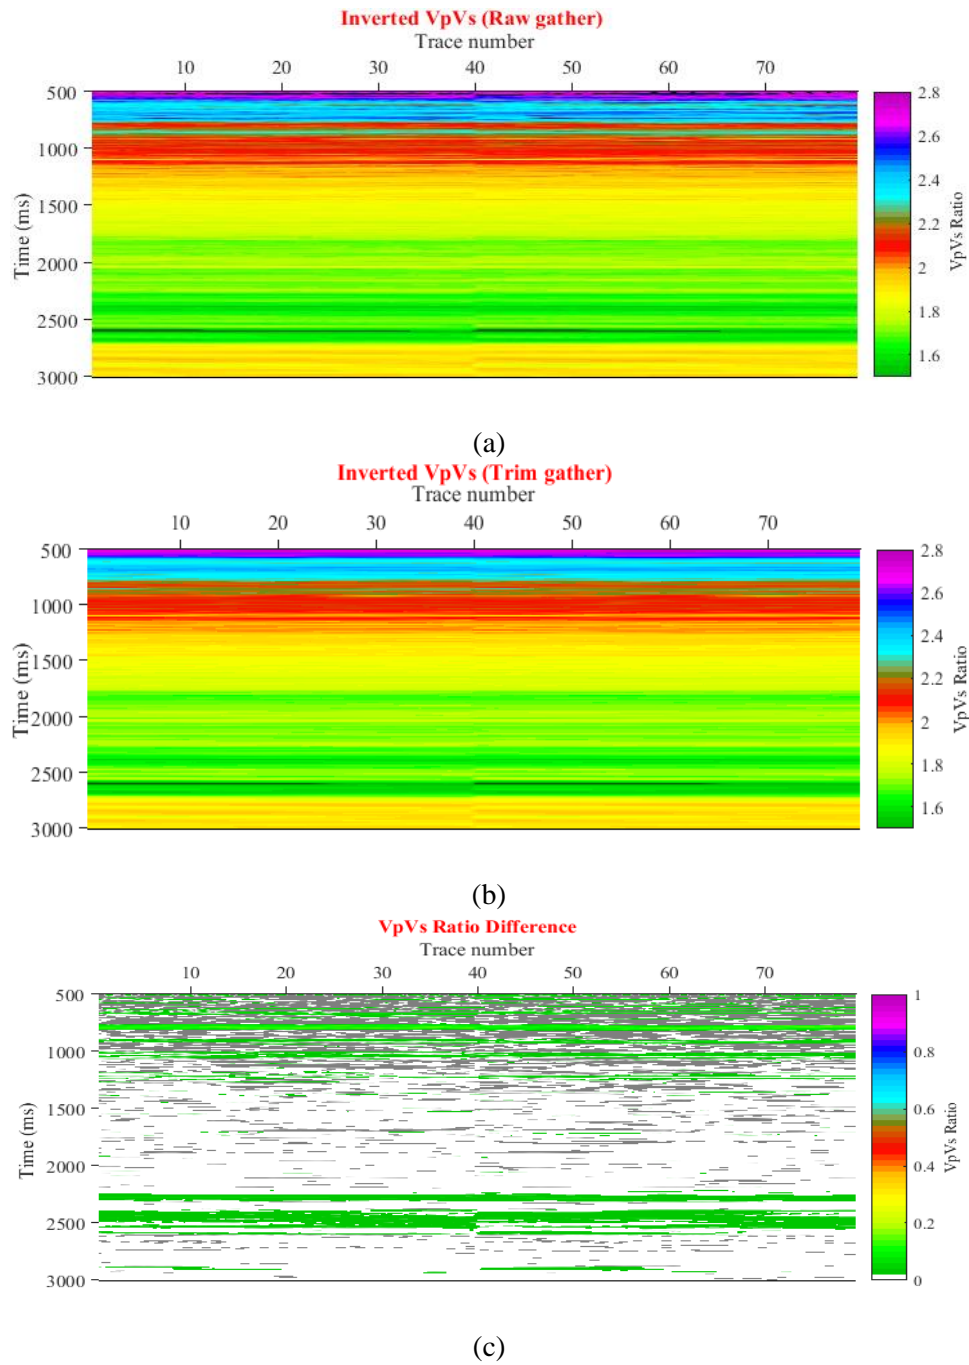 Inverted VpVs (Raw gather)
Trace number
10 20 30 40 50 60 70
500
1000
1500
2000
2500
3000
Time (ms)
2.8
2.6
2.4
2.2
2
1.8
1.6
VpVs Ratio
(a)
Inverted VpVs (Trim gather)
Trace number
10 20 30 40 50 60 70
500
1000
1500
2000
2500
3000
Time (ms)
2.8
2.6
2.4
2.2
2
1.8
1.6
VpVs Ratio
(b)
VpVs Ratio Difference
Trace number
10 20 30 40 50 60 70
500
1000
1500
2000
2500
3000
Time (ms)
1
0.8
0.6
0.4
0.2
0
VpVs Ratio
(c)